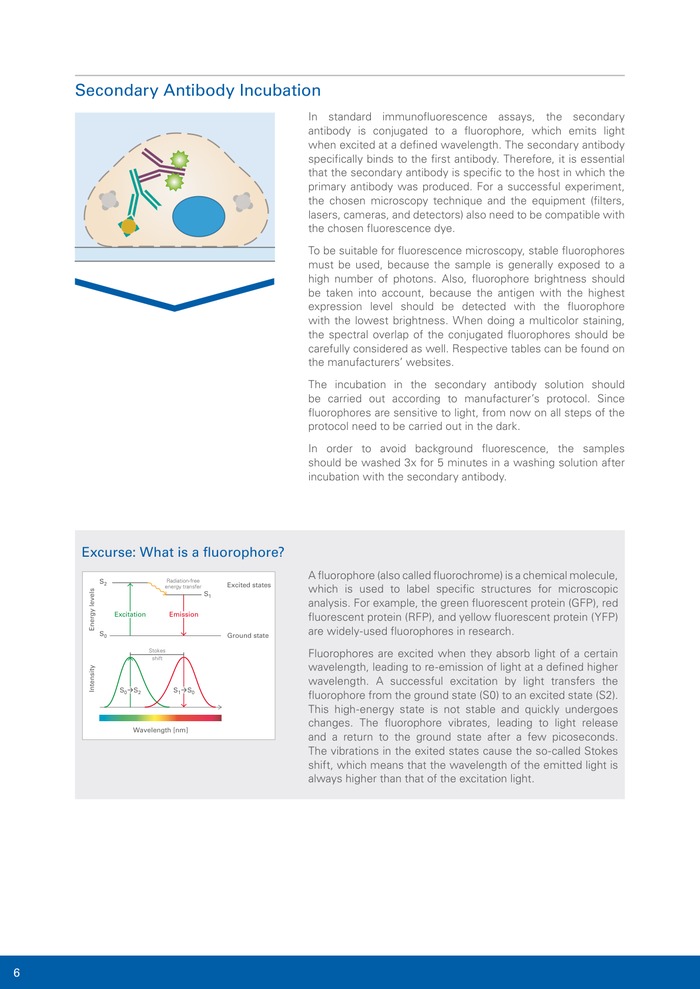 Secondary Antibody Incubation
In standard immunofluorescence assays, the secondary
antibody is conjugated to a fluorophore, which emits light
when excited at a defined wavelength. The secondary antibody
specifically binds to the first antibody. Therefore, it is essential
that the secondary antibody is specific to the host in which the
primary antibody was produced. For a successful experiment,
the chosen microscopy technique and the equipment (filters,
lasers, cameras, and detectors) also need to be compatible with
the chosen fluorescence dye.
To be suitable for fluorescence microscopy, stable fluorophores
must be used, because the sample is generally exposed to a
high number of photons. Also, fluorophore brightness should
be taken into account, because the antigen with the highest
expression level should be detected with the fluorophore
with the lowest brightness. When doing a multicolor staining,
the spectral overlap of the conjugated fluorophores should be
carefully considered as well. Respective tables can be found on
the manufacturers' websites.
The incubation in the secondary antibody solution should
be carried out according to manufacturer's protocol. Since
fluorophores are sensitive to light, from now on all steps of the
protocol need to be carried out in the dark.
In order to avoid background fluorescence, the samples
should be washed 3x for 5 minutes in a washing solution after
incubation with the secondary antibody.
Excurse: What is a fluorophore?
S2
Radiation-free
energy transfer
Excited states
S1
Energy levels
Excitation
Emission
S0
Ground state
Stokes
shift
Intensity
S0→S2
S1→S0
Wavelength [nm]
A fluorophore (also called fluorochrome) is a chemical molecule,
which is used to label specific structures for microscopic
analysis. For example, the green fluorescent protein (GFP), red
fluorescent protein (RFP), and yellow fluorescent protein (YFP)
are widely-used fluorophores in research.
Fluorophores are excited when they absorb light of a certain
wavelength, leading to re-emission of light at a defined higher
wavelength. A successful excitation by light transfers the
fluorophore from the ground state (S0) to an excited state (S2).
This high-energy state is not stable and quickly undergoes
changes. The fluorophore vibrates, leading to light release
and a return to the ground state after a few picoseconds.
The vibrations in the exited states cause the so-called Stokes
shift, which means that the wavelength of the emitted light is
always higher than that of the excitation light.
6